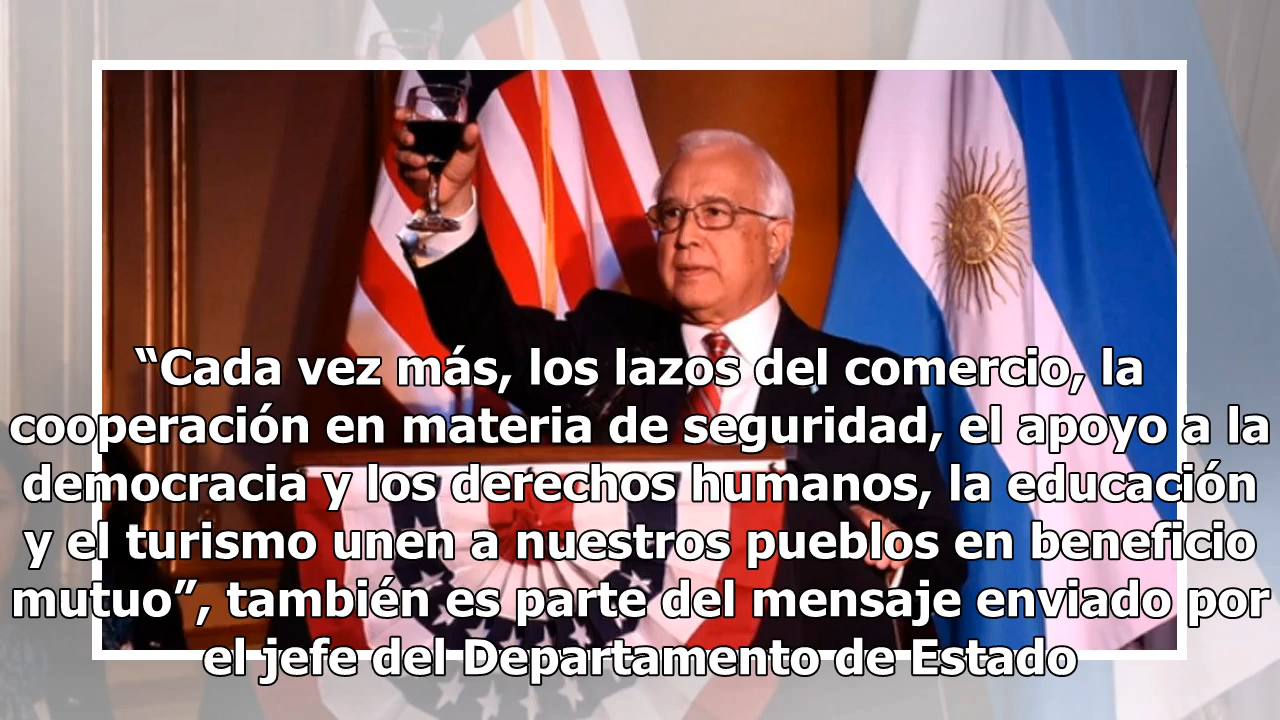 “Cada vez más, los lazos del comercio, la
cooperación en materia de seguridad, el apoyo a la
democracia y los derechos humanos, la educación
y el turismo unen a nuestros pueblos en beneficio
mutuo”, también es parte del mensaje enviado por
el jefe del Departamento de Estado